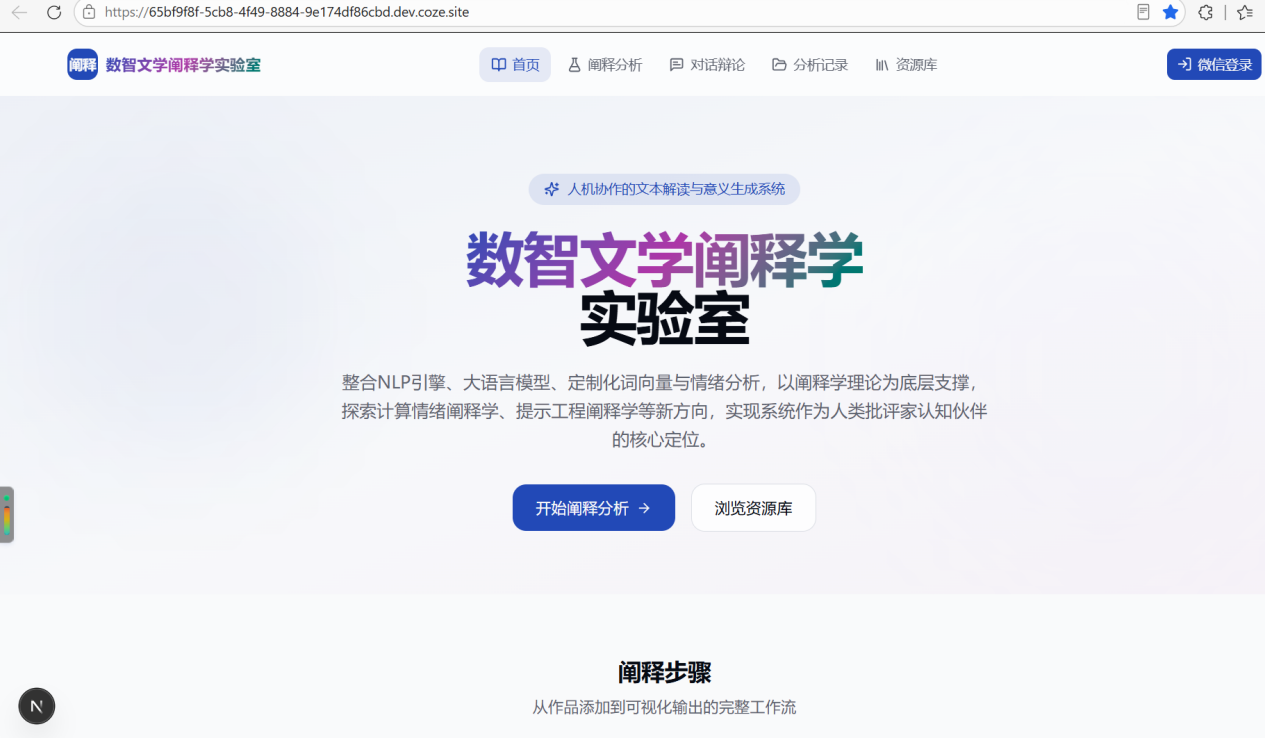 https://65bf9f8f-5cb8-4f49-8884-9e174df86cbd.dev.coze.site
阐释 数智文学阐释学实验室 首页 阐释分析 对话辩论 分析记录 资源库 微信登录
人机协作的文本解读与意义生成系统
数智文学阐释学
实验室
整合NLP引擎、大语言模型、定制化词向量与情绪分析，以阐释学理论为底层支撑，
探索计算情绪阐释学、提示工程阐释学等新方向，实现系统作为人类批评家认知伙伴
的核心定位。
开始阐释分析 → 浏览资源库
阐释步骤
从作品添加到可视化输出的完整工作流
N